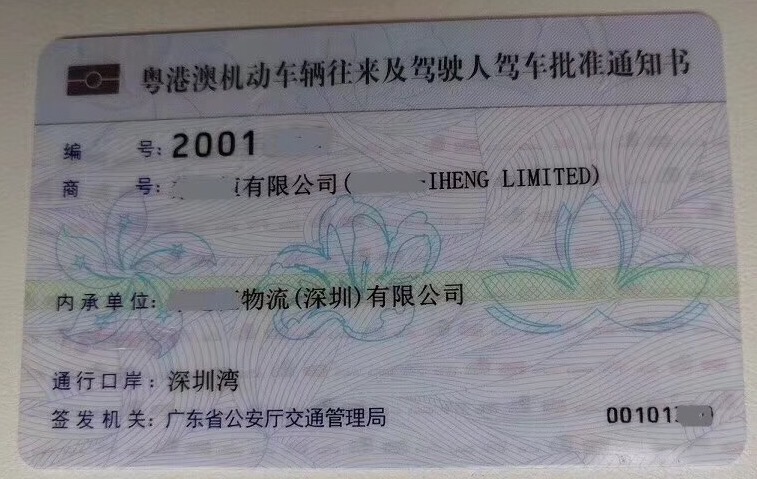 粤港澳机动车辆往来及驾驶人驾车批准通知书
编 号: 2001
商 号: 有限公司( IHENG LIMITED)
内承单位: 物流(深圳)有限公司
通行口岸: 深圳湾
签发机关: 广东省公安厅交通管理局
00101